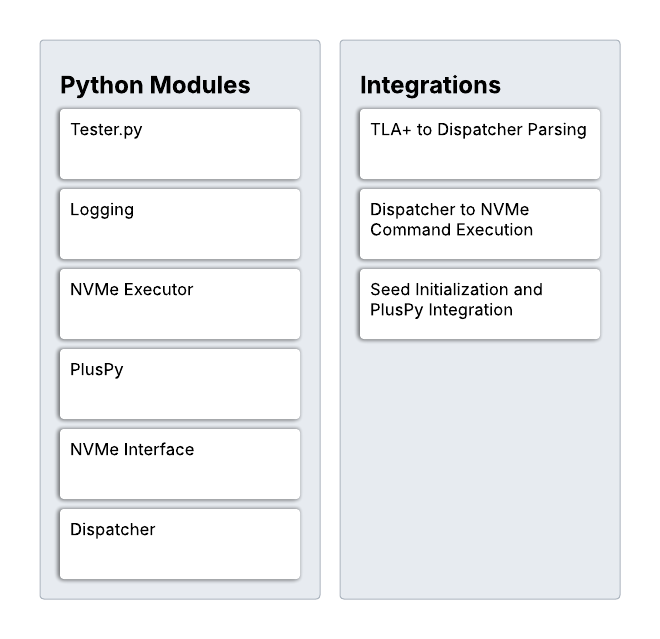 Python Modules
Tester.py
Logging
NVMe Executor
PlusPy
NVMe Interface
Dispatcher
Integrations
TLA+ to Dispatcher Parsing
Dispatcher to NVMe
Command Execution
Seed Initialization and
PlusPy Integration